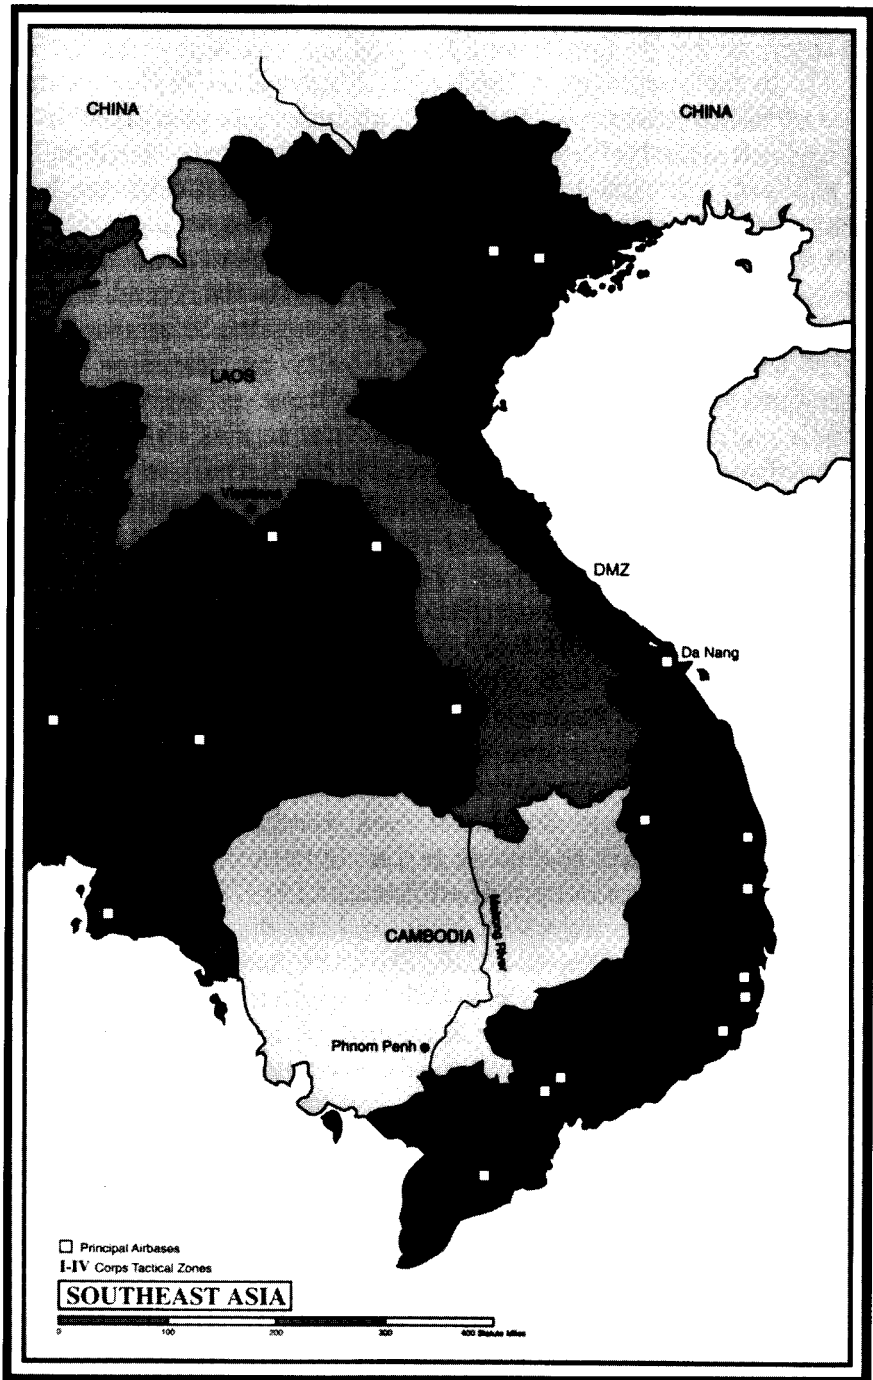 CHINA
CHINA
LAOS
Vientiane
DMZ
Da Nang
CAMBODIA
Mekong River
Phnom Penh
Principal Airbases
I-IV Corps Tactical Zones
SOUTHEAST ASIA
0 100 200 300 400 Statute Miles